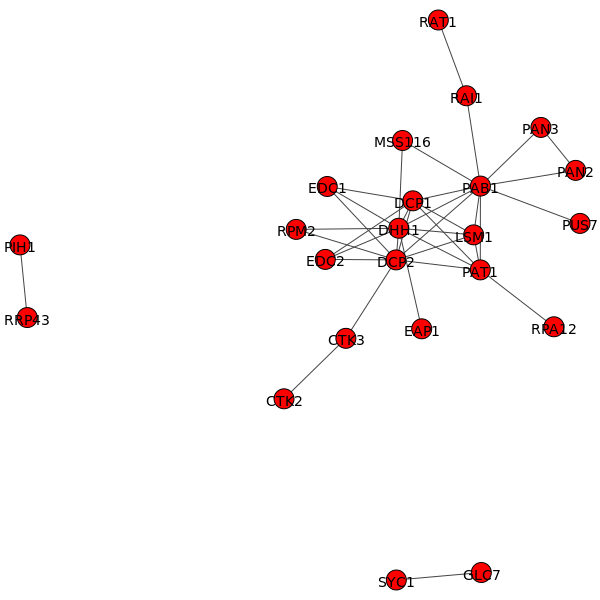 RAT1
RAI1
PAN3
MSS116
PAN2
EDC1
PAB1
DCP1
PUS7
RPM2
DHH1
LSM1
PIH1
EDC2
DCP2
PAT1
RRP43
EAP1
RPA12
CTK3
CTK2
SYC1
GLC7